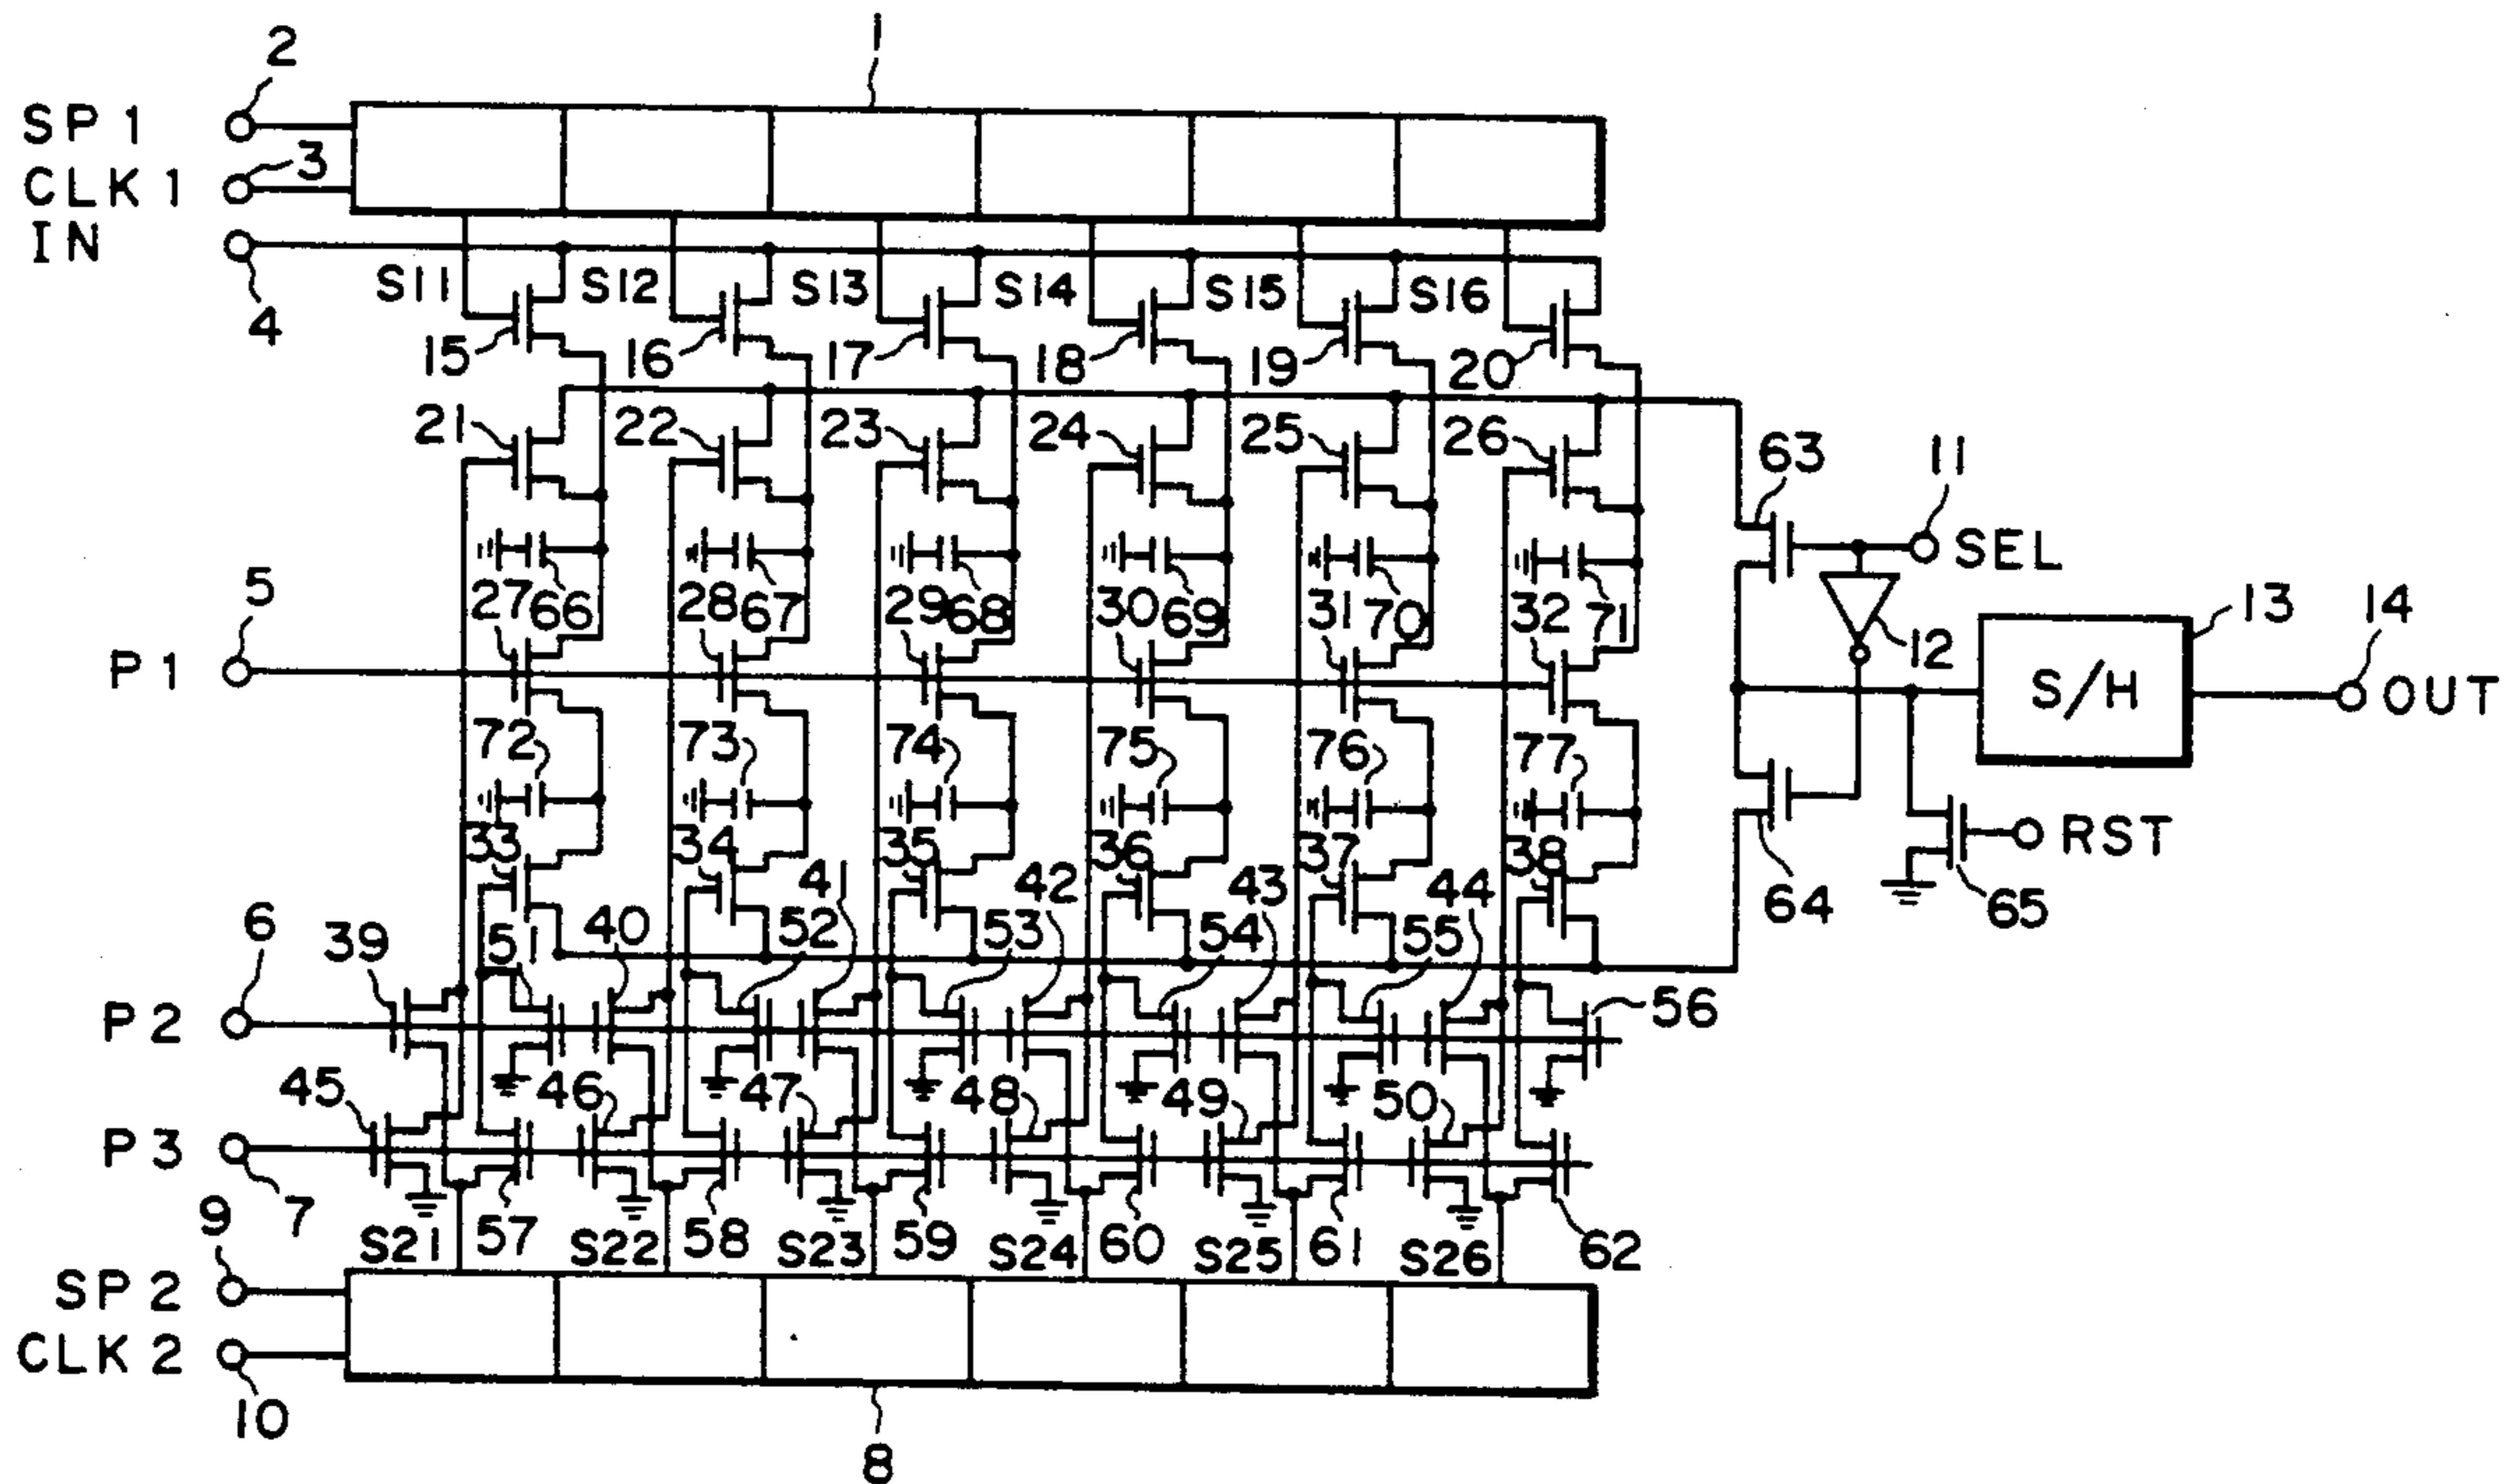 1
2
SP1
3
CLK1
IN
4
S11 S12 S13 S14 S15 S16
15 16 17 18 19 20
21 22 23 24 25 26
63 11
SEL
5
27 66 28 67 29 68 30 69 31 70 32 71
12 13 14
P1
S/H
OUT
72 73 74 75 76 77
RST
33 34 41 35 42 36 43 37 44 38
64 65
6
39 51 40 52 53 54 55 56
P2
45 46 47 48 49 50
P3
7
9
S21 57 S22 58 S23 59 S24 60 S25 61 S26 62
SP2
CLK2
10
8